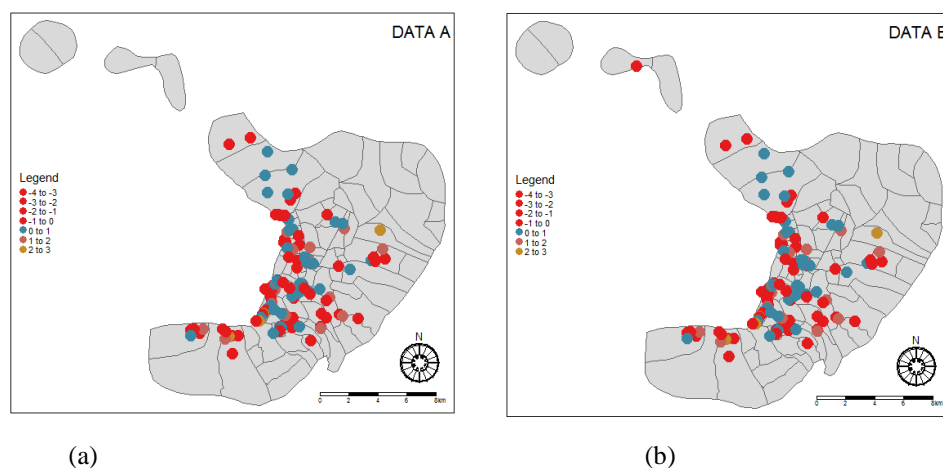 DATA A
Legend
-4 to -3
-3 to -2
-2 to -1
-1 to 0
0 to 1
1 to 2
2 to 3
N
0 2 4 6 8km
(a)
DATA B
Legend
-4 to -3
-3 to -2
-2 to -1
-1 to 0
0 to 1
1 to 2
2 to 3
N
0 2 4 6 8km
(b)